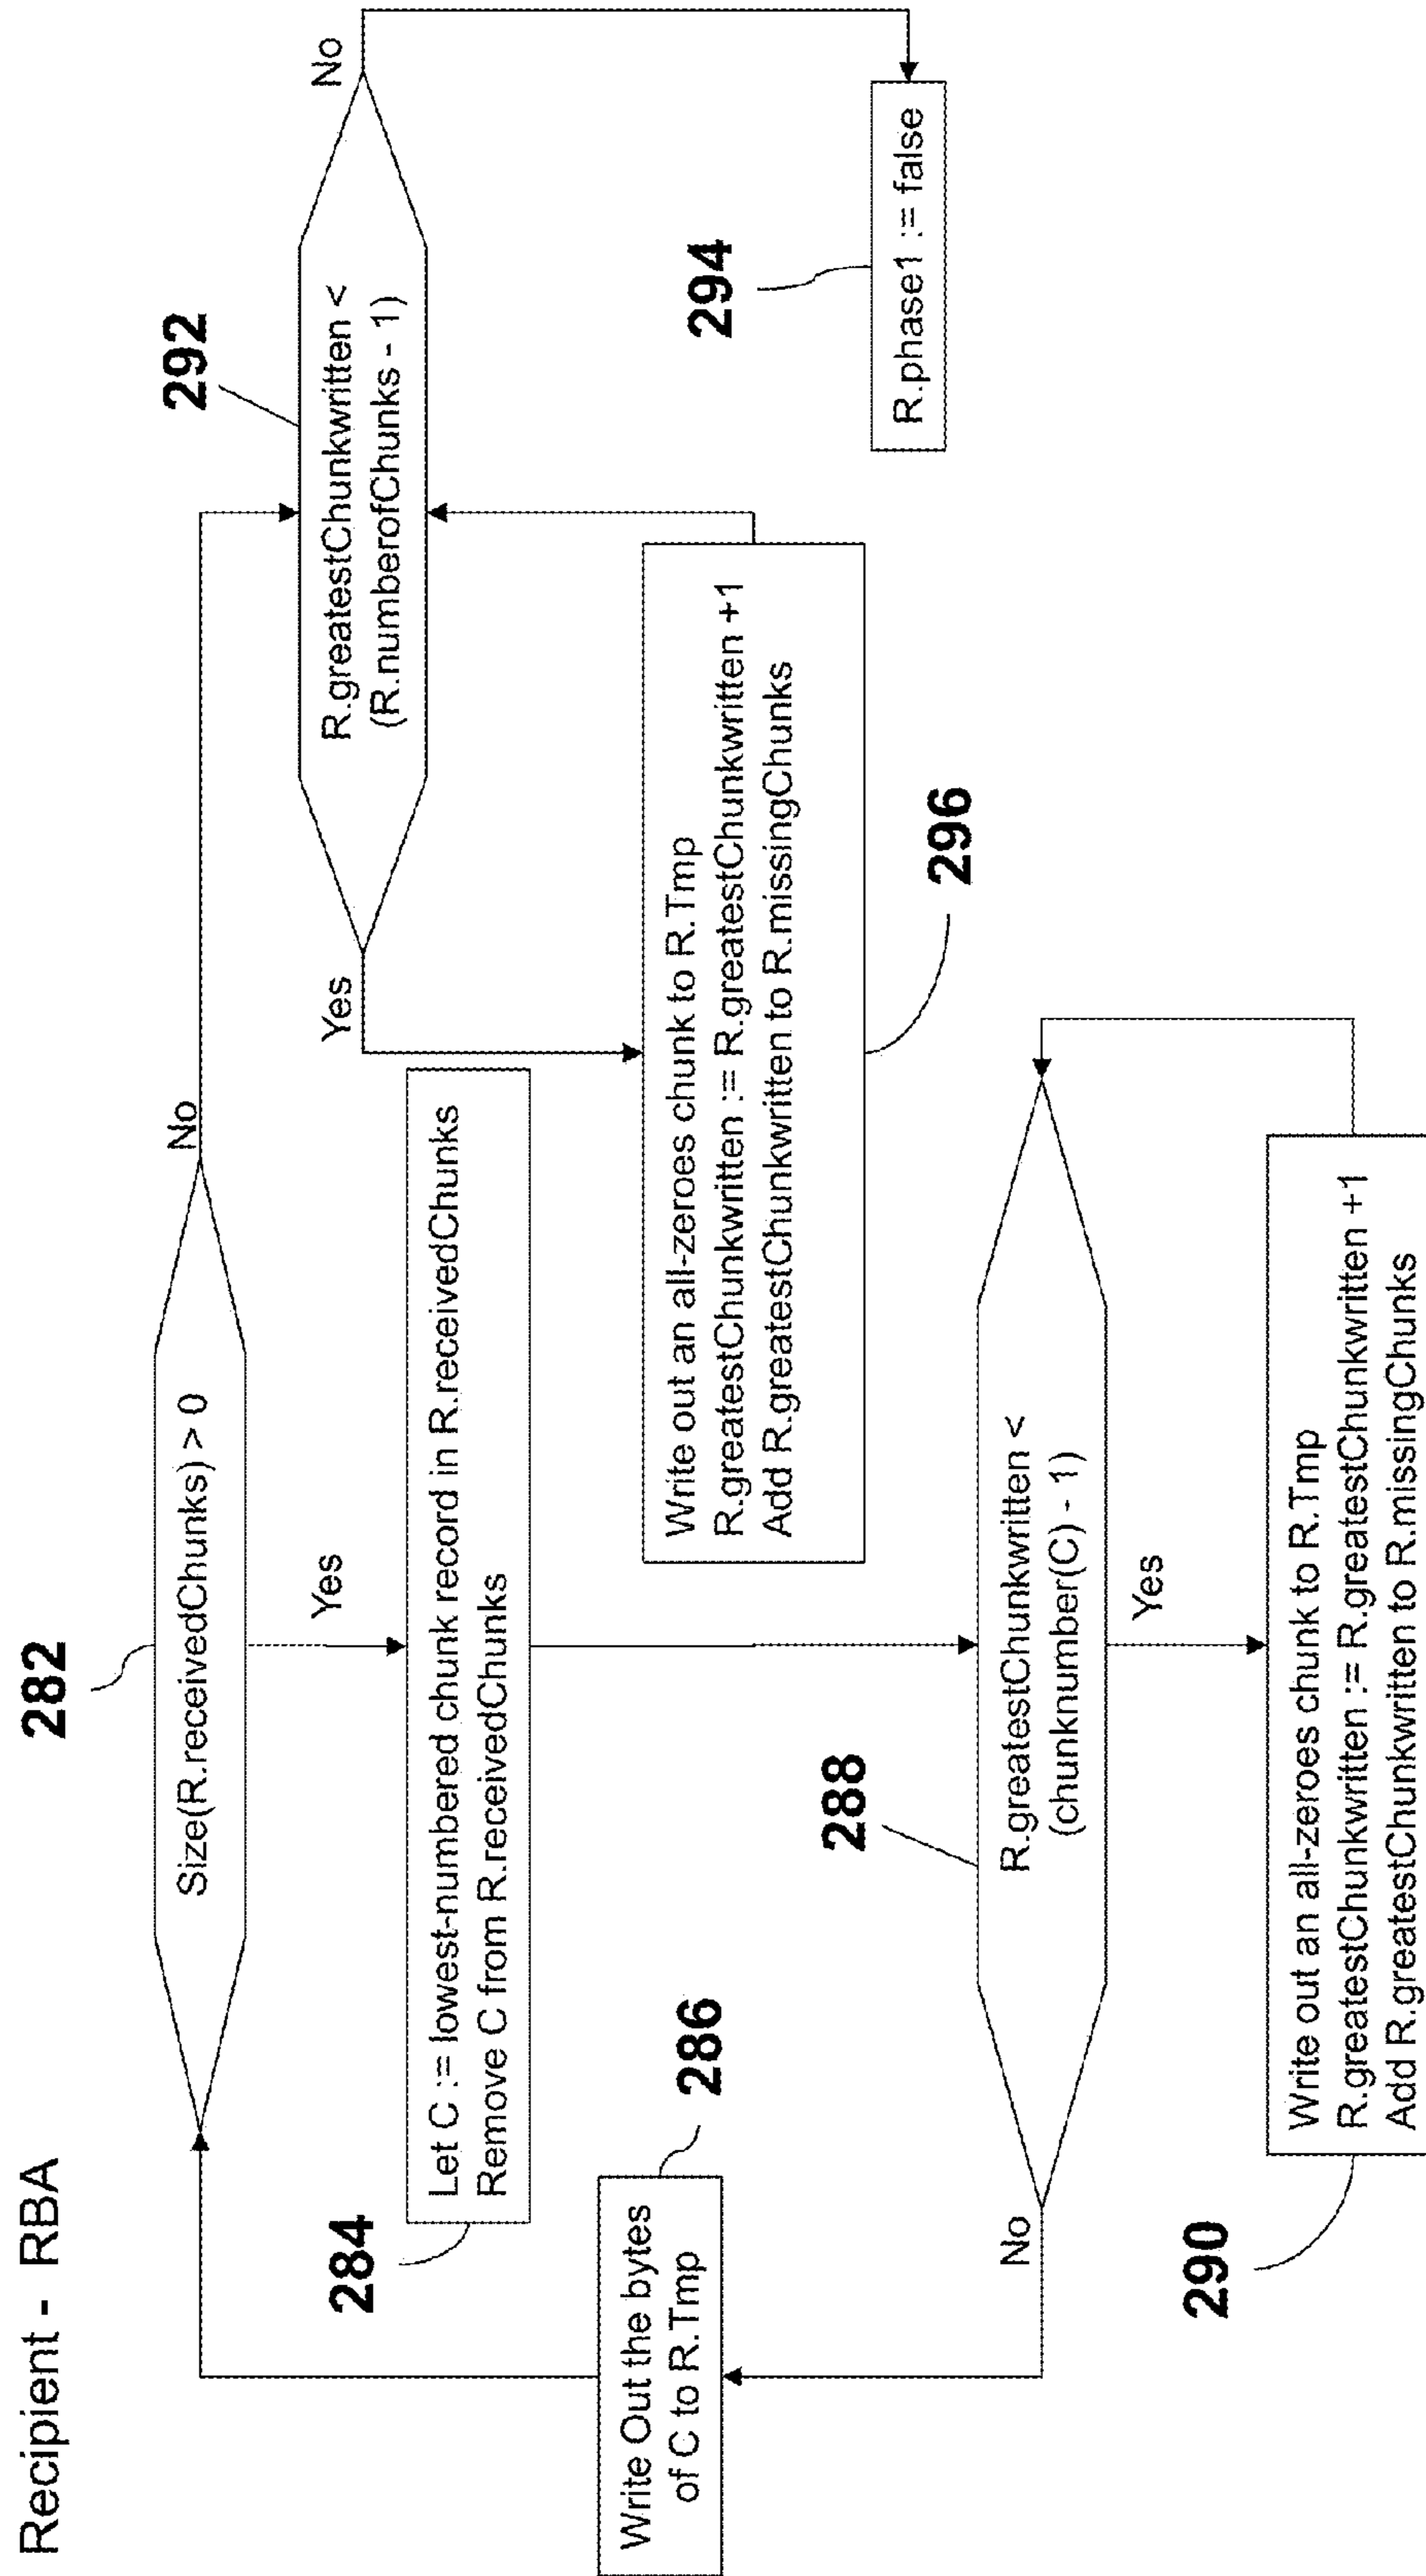 Recipient - RBA
282
Size(R.receivedChunks) > 0
No
Yes
284
Let C := lowest-numbered chunk record in R.receivedChunks
Remove C from R.receivedChunks
286
Write Out the bytes
of C to R.Tmp
288
R.greatestChunkwritten <
(chunknumber(C) - 1)
No
Yes
290
Write out an all-zeroes chunk to R.Tmp
R.greatestChunkwritten := R.greatestChunkwritten +1
Add R.greatestChunkwritten to R.missingChunks
292
R.greatestChunkwritten <
(R.numberofChunks - 1)
Yes
No
296
Write out an all-zeroes chunk to R.Tmp
R.greatestChunkwritten := R.greatestChunkwritten +1
Add R.greatestChunkwritten to R.missingChunks
294
R.phase1 := false